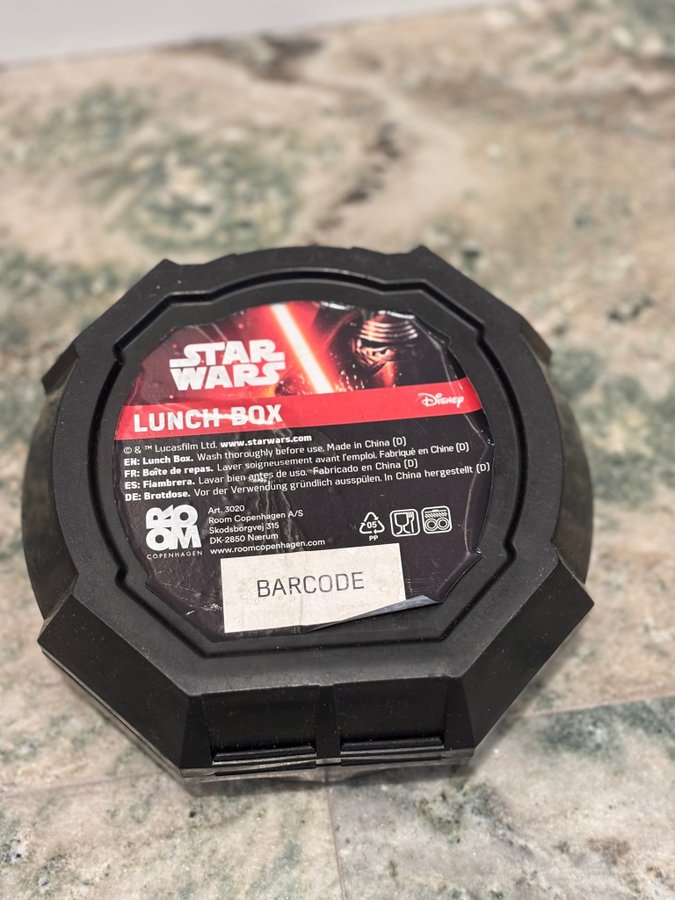 STAR
WARS
Disney
LUNCH BOX
© & ™ Lucasfilm Ltd. www.starwars.com
EN: Lunch Box. Wash thoroughly before use. Made in China (D)
FR: Boîte de repas. Laver soigneusement avant l'emploi. Fabriqué en Chine (D)
ES: Fiambrera. Lavar bien antes de uso. Fabricado en China (D)
DE: Brotdose. Vor der Verwendung gründlich ausspülen. In China hergestellt (D)
ROOM
COPENHAGEN
Art. 3020
Room Copenhagen A/S
Skodsborgvej 315
DK-2850 Nærum
www.roomcopenhagen.com
05
PP
BARCODE